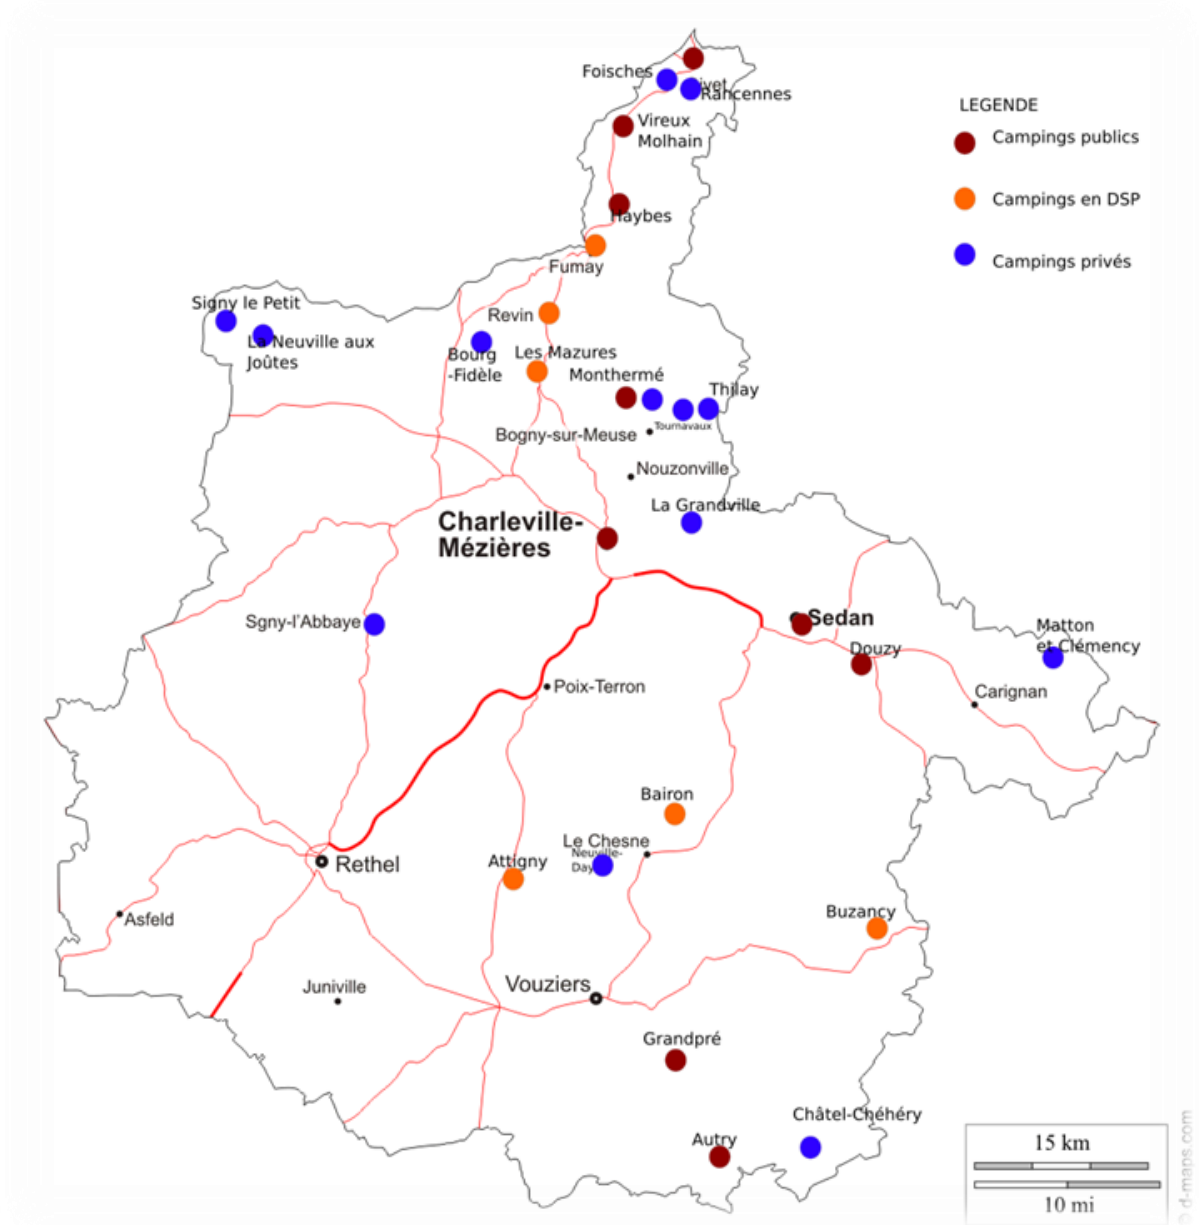 Foisches
Rancennes
LEGENDE
Vireux
Molhain
Campings publics
Haybes
Campings en DSP
Fumay
Campings privés
Signy le Petit
Revin
La Neuville aux
Joûtes
Bourg
-Fidèle
Les Mazures
Monthermé
Thilay
Tournavaux
Bogny-sur-Meuse
Nouzonville
La Grandville
Charleville-
Mézières
Sgny-l'Abbaye
Sedan
Douzy
Matton
et Clémency
Carignan
Poix-Terron
Bairon
Le Chesne
Neuville-
Day
Attigny
Rethel
Asfeld
Buzancy
Juniville
Vouziers
Grandpré
Châtel-Chéhéry
Autry
15 km
10 mi
© d-maps.com